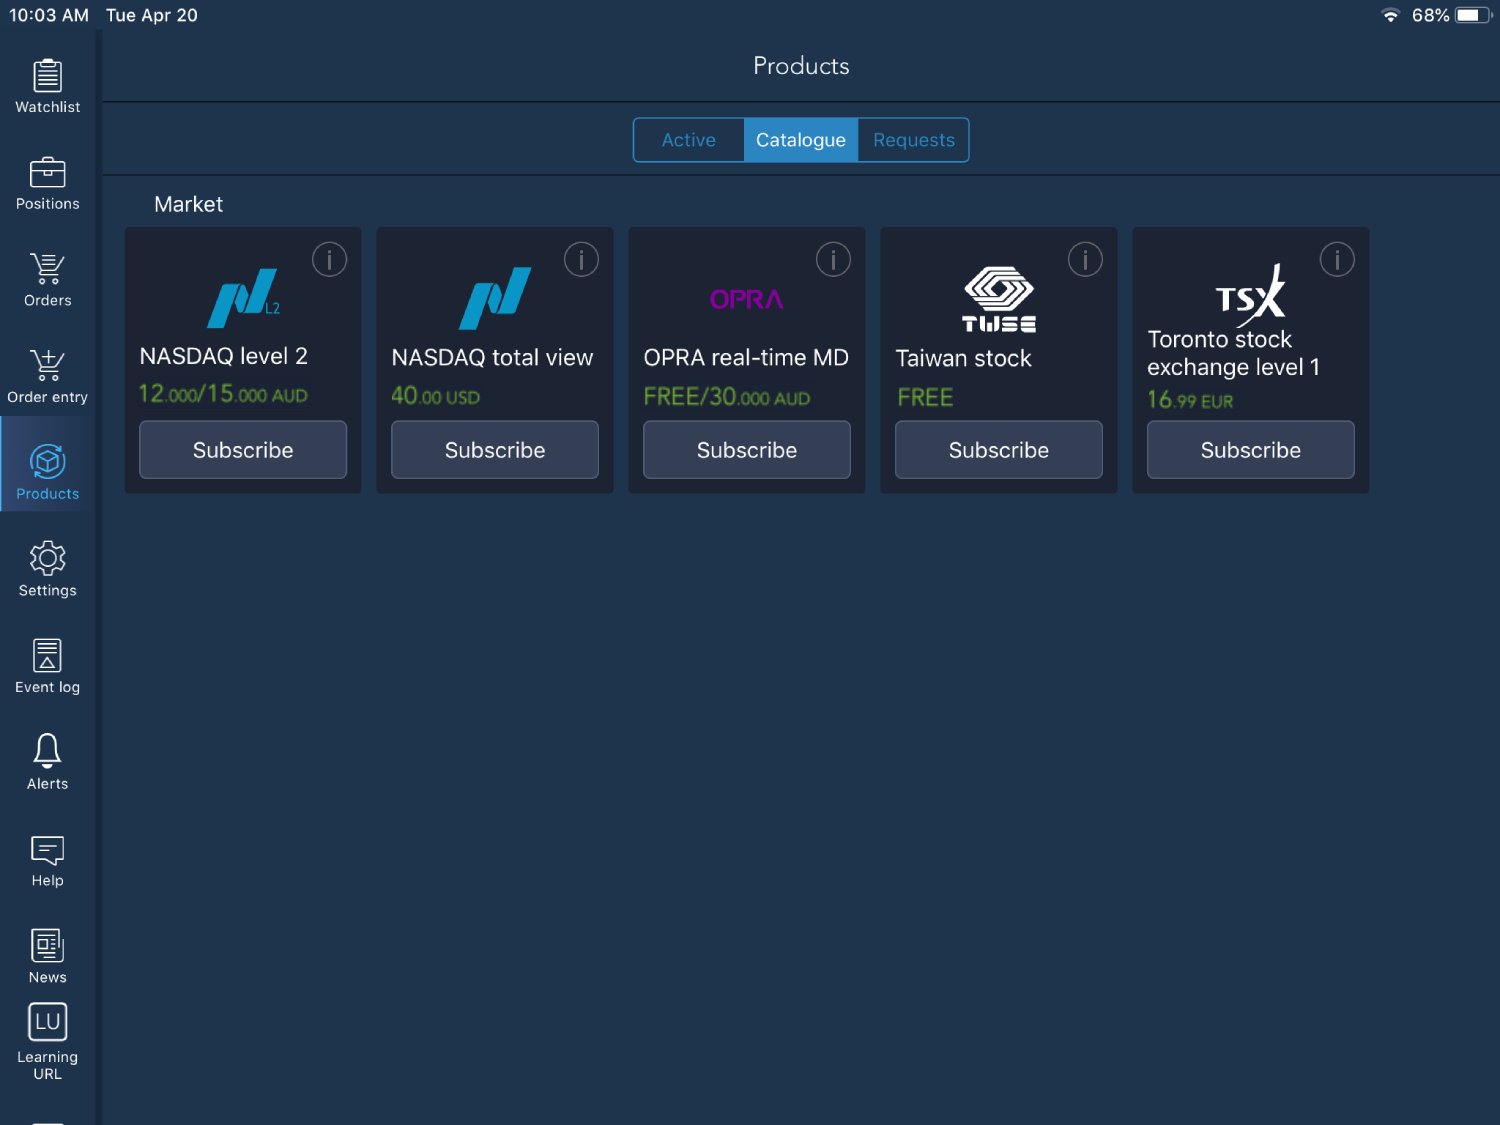 10:03 AM Tue Apr 20 68%
Watchlist
Positions
Orders
Order entry
Products
Settings
Event log
Alerts
Help
News
LU
Learning
URL
Products
Active Catalogue Requests
Market
L2
NASDAQ level 2
12.000/15.000 AUD
Subscribe
NASDAQ total view
40.00 USD
Subscribe
OPRA
OPRA real-time MD
FREE/30.000 AUD
Subscribe
TWSE
Taiwan stock
FREE
Subscribe
TSX
Toronto stock
exchange level 1
16.99 EUR
Subscribe